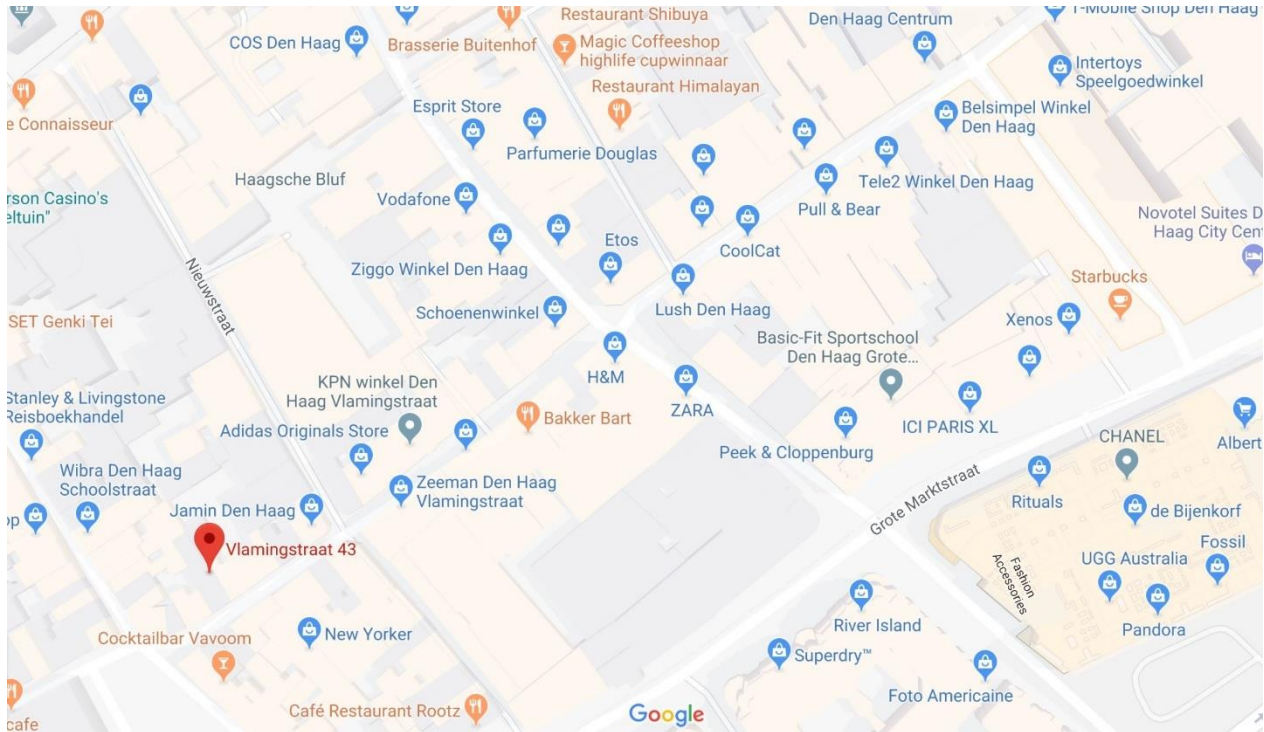 Restaurant Shibuya
COS Den Haag
Brasserie Buitenhof
Magic Coffeeshop
highlife cupwinnaar
Den Haag Centrum
T-Mobile Shop Den Haag
Intertoys
Speelgoedwinkel
Restaurant Himalayan
Esprit Store
Belsimpel Winkel
Den Haag
e Connaisseur
Parfumerie Douglas
Haagsche Bluf
Tele2 Winkel Den Haag
rson Casino's
eltuin"
Vodafone
Pull & Bear
Novotel Suites D
Haag City Cent
Etos
CoolCat
Ziggo Winkel Den Haag
Starbucks
Nieuwstraat
Schoenenwinkel
Lush Den Haag
SET Genki Tei
Xenos
Basic-Fit Sportschool
Den Haag Grote...
H&M
KPN winkel Den
Haag Vlamingstraat
ZARA
Stanley & Livingstone
Reisboekhandel
Bakker Bart
ICI PARIS XL
Adidas Originals Store
CHANEL
Albert
Peek & Cloppenburg
Wibra Den Haag
Schoolstraat
Zeeman Den Haag
Vlamingstraat
Grote Marktstraat
Rituals
Jamin Den Haag
op
de Bijenkorf
Vlamingstraat 43
Fossil
UGG Australia
Fashion
Accessories
River Island
Pandora
Cocktailbar Vavoom
New Yorker
Superdry™
Foto Americaine
Café Restaurant Rootz
Google
cafe